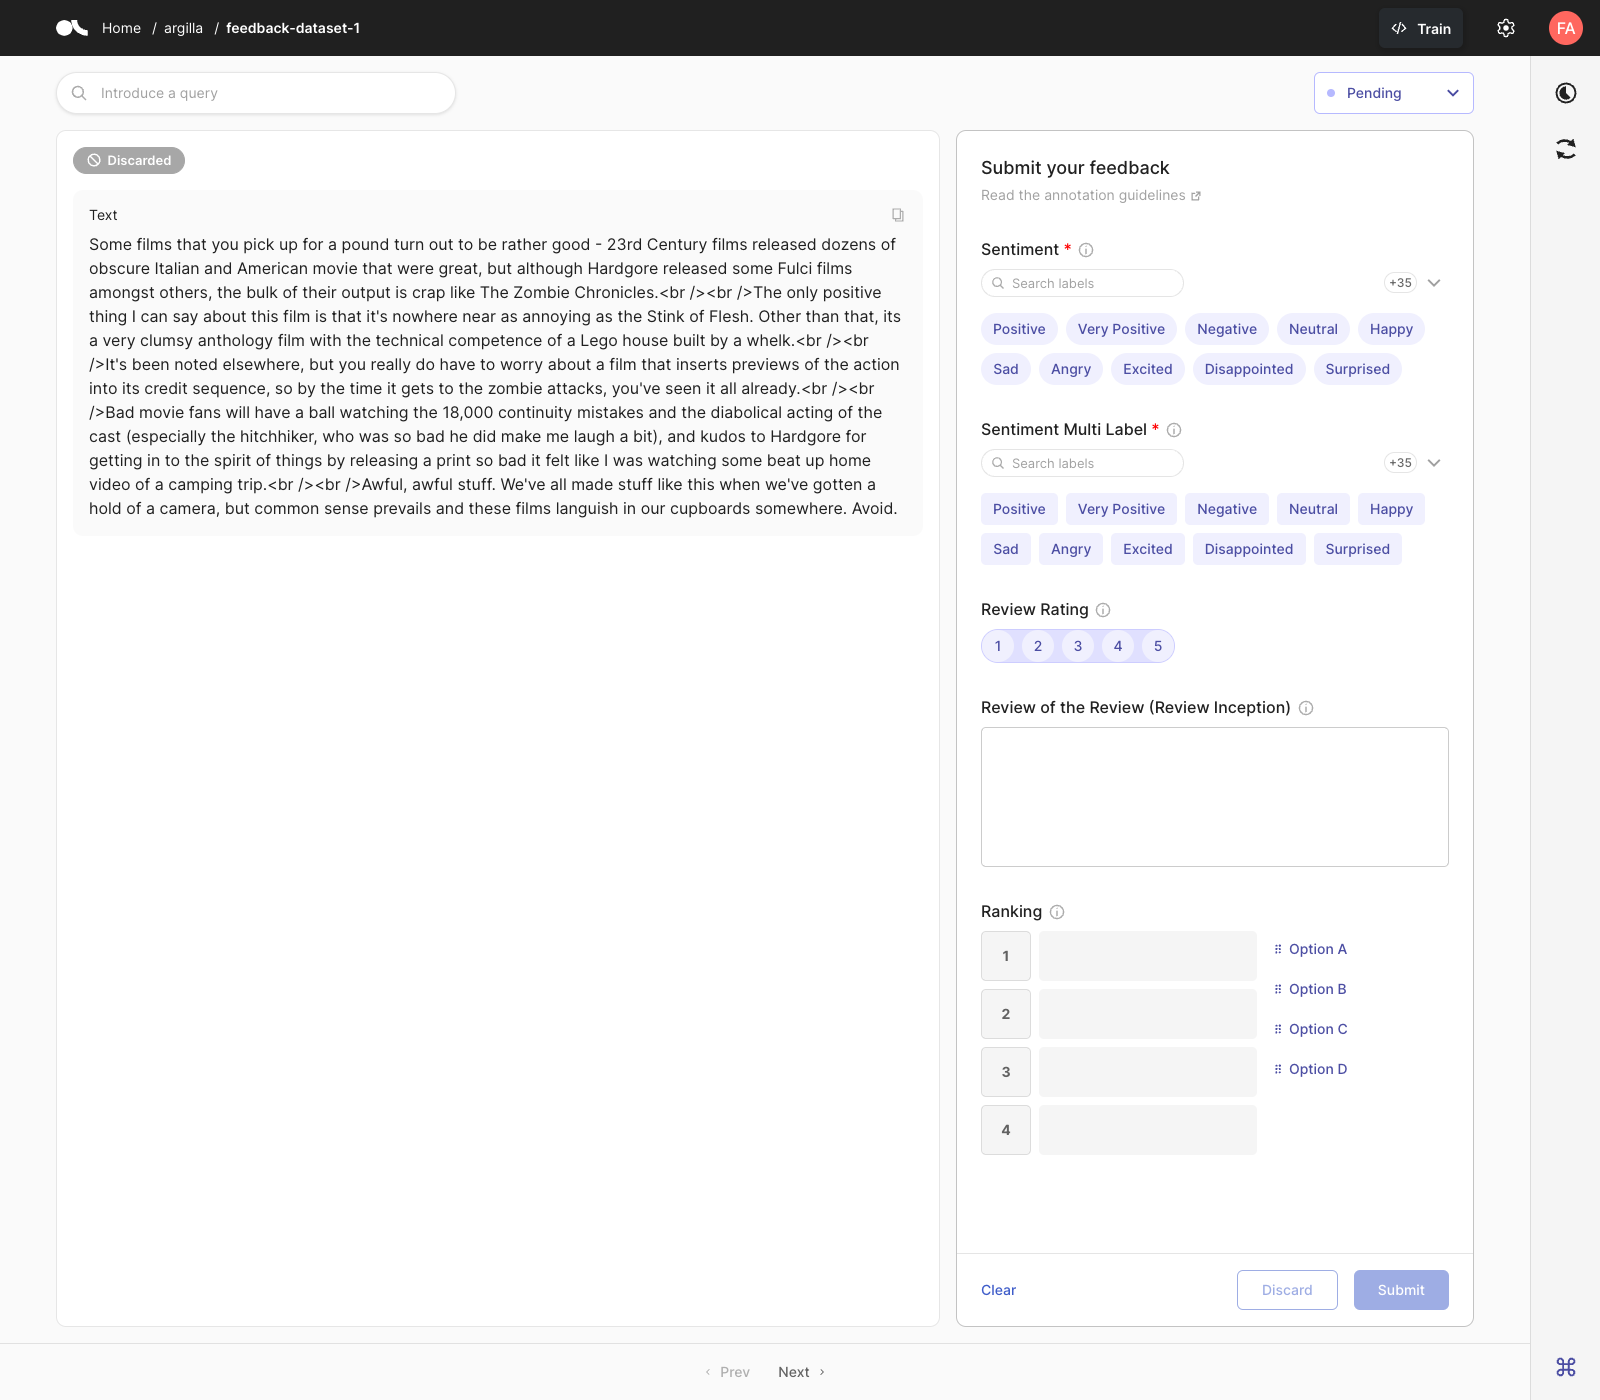 Home / argilla / feedback-dataset-1
Train
FA
Introduce a query
Pending
Discarded
Text
Some films that you pick up for a pound turn out to be rather good - 23rd Century films released dozens of
obscure Italian and American movie that were great, but although Hardgore released some Fulci films
amongst others, the bulk of their output is crap like The Zombie Chronicles.<br /><br />The only positive
thing I can say about this film is that it's nowhere near as annoying as the Stink of Flesh. Other than that, its
a very clumsy anthology film with the technical competence of a Lego house built by a whelk.<br /><br
/>It's been noted elsewhere, but you really do have to worry about a film that inserts previews of the action
into its credit sequence, so by the time it gets to the zombie attacks, you've seen it all already.<br /><br
/>Bad movie fans will have a ball watching the 18,000 continuity mistakes and the diabolical acting of the
cast (especially the hitchhiker, who was so bad he did make me laugh a bit), and kudos to Hardgore for
getting in to the spirit of things by releasing a print so bad it felt like I was watching some beat up home
video of a camping trip.<br /><br />Awful, awful stuff. We've all made stuff like this when we've gotten a
hold of a camera, but common sense prevails and these films languish in our cupboards somewhere. Avoid.
Submit your feedback
Read the annotation guidelines
Sentiment *
Search labels
+35
Positive Very Positive Negative Neutral Happy
Sad Angry Excited Disappointed Surprised
Sentiment Multi Label *
Search labels
+35
Positive Very Positive Negative Neutral Happy
Sad Angry Excited Disappointed Surprised
Review Rating
1 2 3 4 5
Review of the Review (Review Inception)
Ranking
1
2
3
4
Option A
Option B
Option C
Option D
Clear
Discard
Submit
Prev
Next